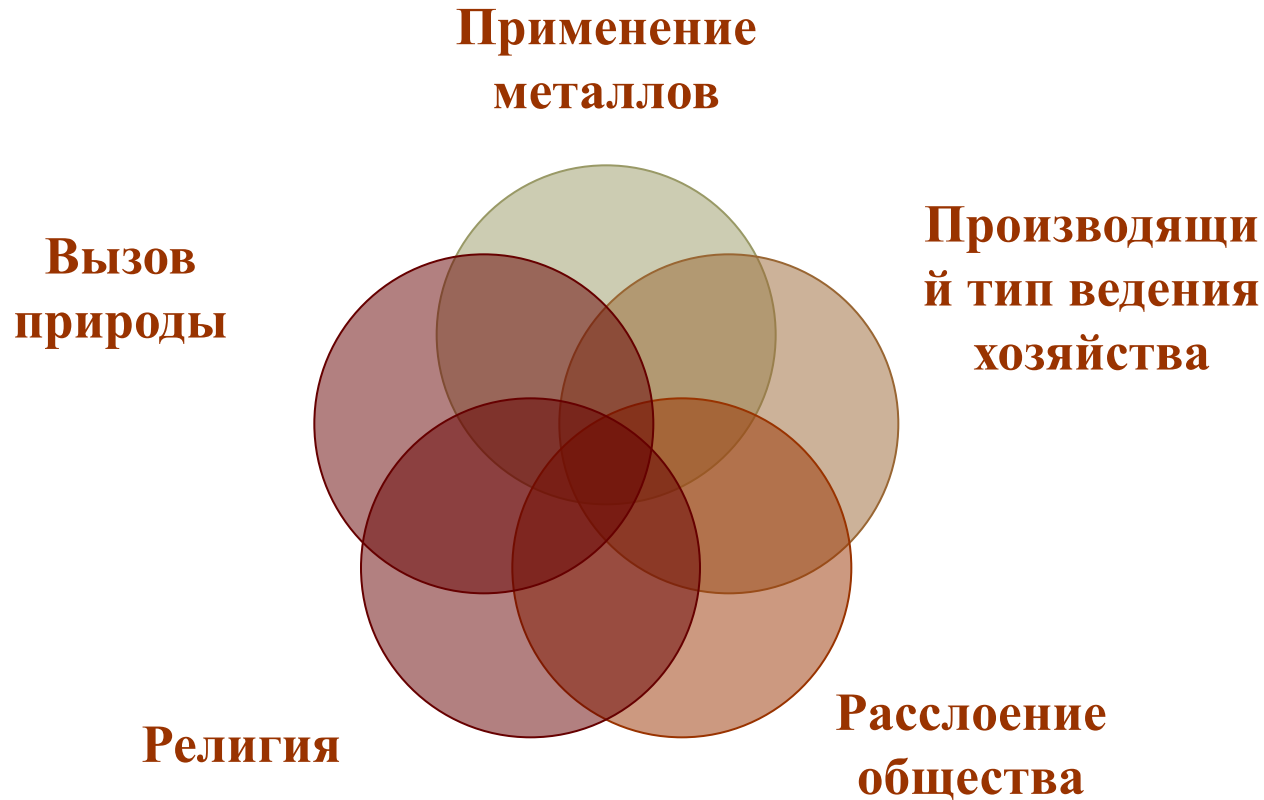 Применение
металлов
Производящи
й тип ведения
хозяйства
Расслоение
общества
Религия
Вызов
природы